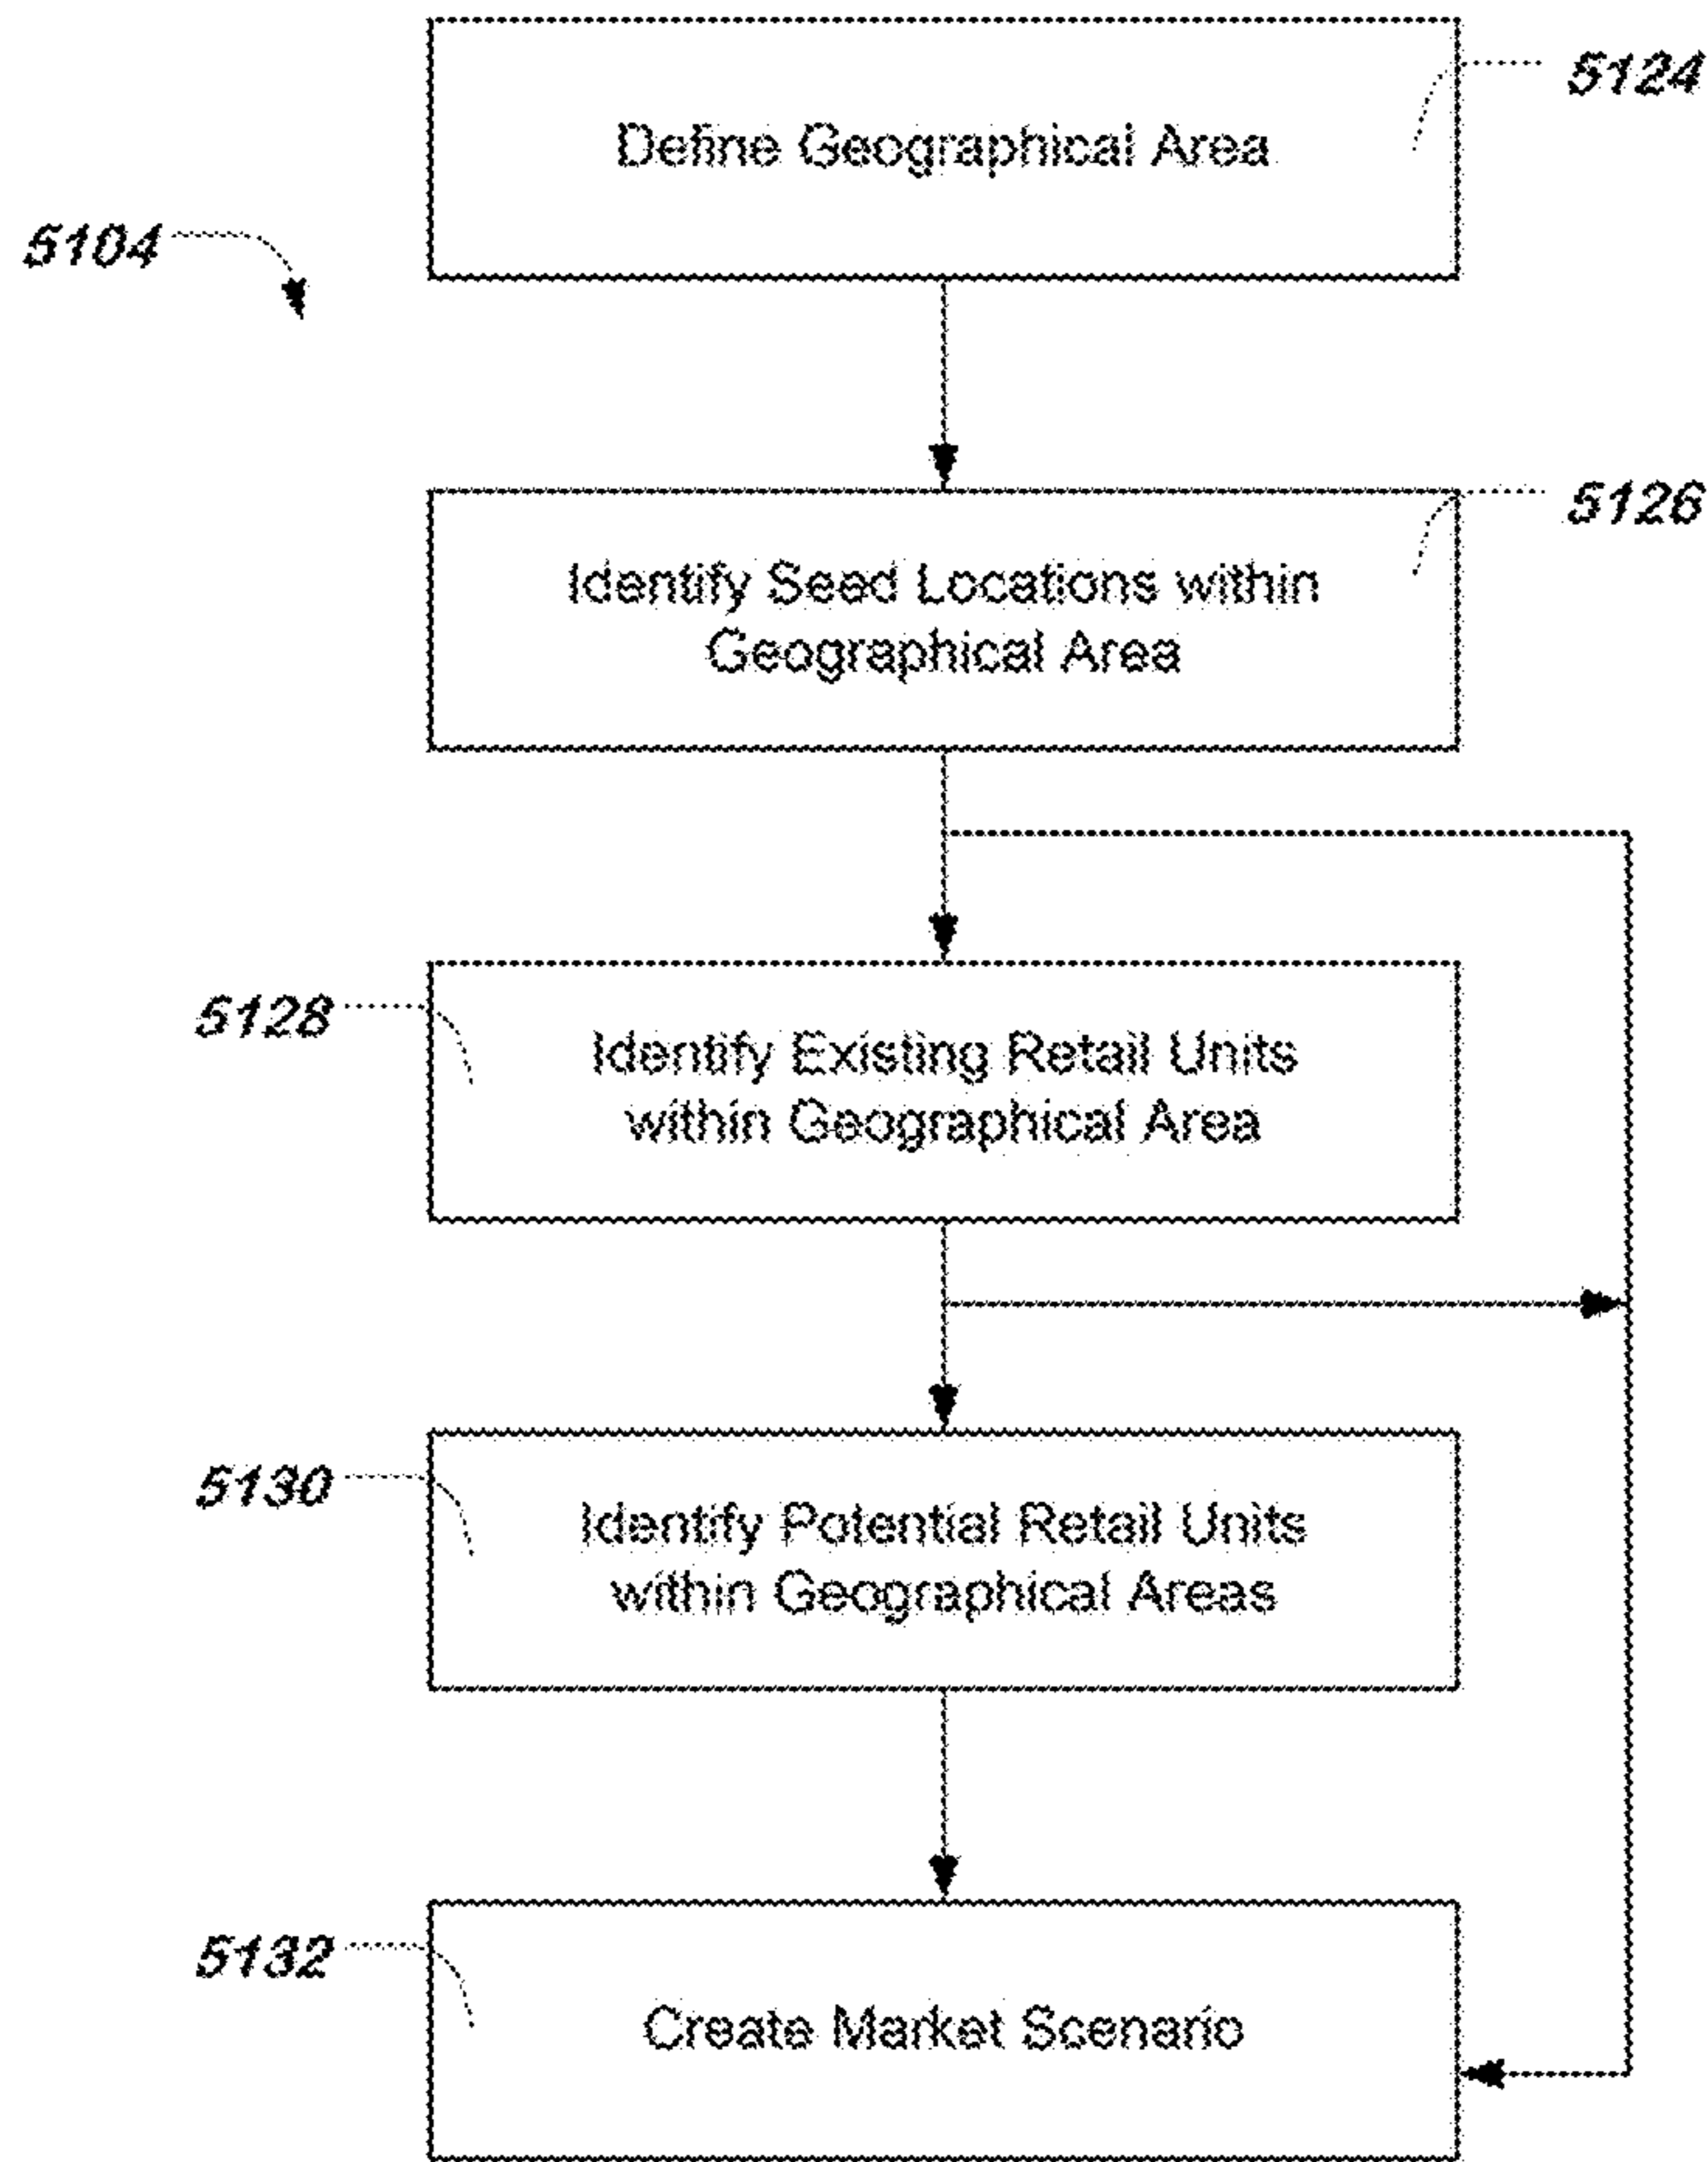 5124
Define Geographical Area
5104
5126
Identify Seed Locations within
Geographical Area
5128
Identify Existing Retail Units
within Geographical Area
5130
Identify Potential Retail Units
within Geographical Areas
5132
Create Market Scenario